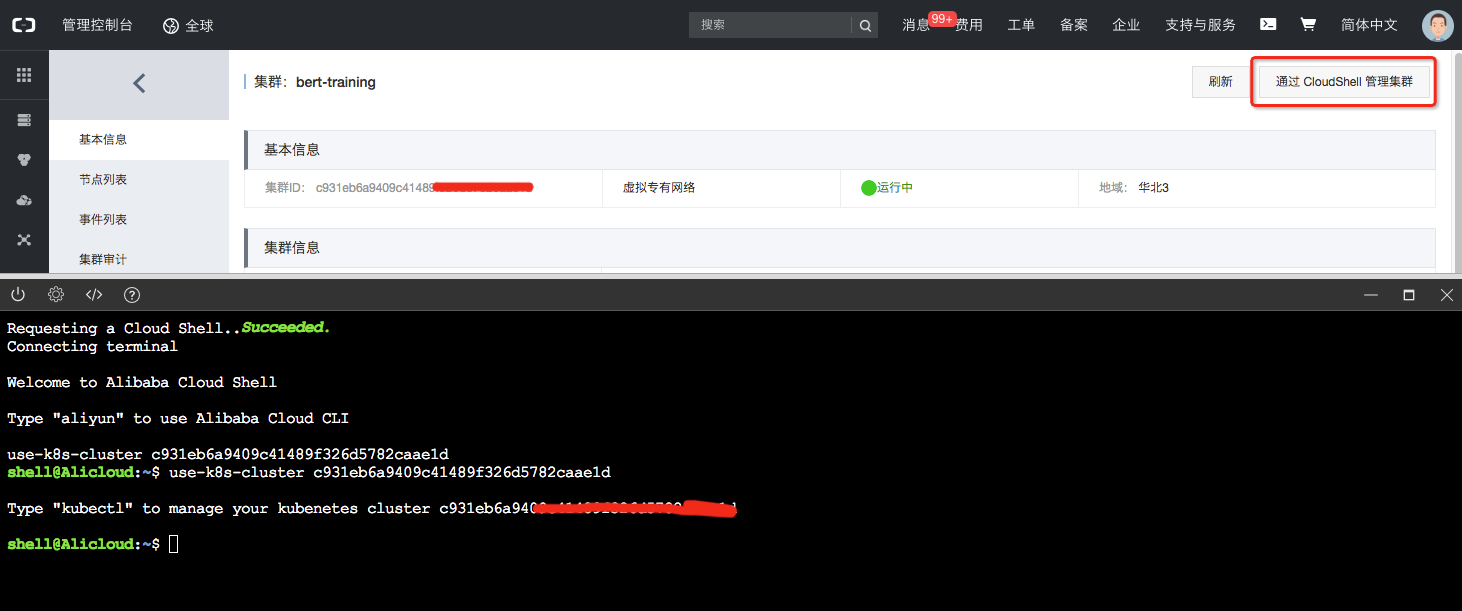 管理控制台 全球 搜索 消息 99+ 费用 工单 备案 企业 支持与服务 简体中文
集群：bert-training 刷新 通过 CloudShell 管理集群
基本信息
节点列表
事件列表
集群审计
基本信息
集群ID： c931eb6a9409c41489 虚拟专有网络 运行中 地域： 华北3
集群信息
Requesting a Cloud Shell..Succeeded.
Connecting terminal
Welcome to Alibaba Cloud Shell
Type "aliyun" to use Alibaba Cloud CLI
use-k8s-cluster c931eb6a9409c41489f326d5782caae1d
shell@Alicloud:~$ use-k8s-cluster c931eb6a9409c41489f326d5782caae1d
Type "kubectl" to manage your kubenetes cluster c931eb6a940
shell@Alicloud:~$